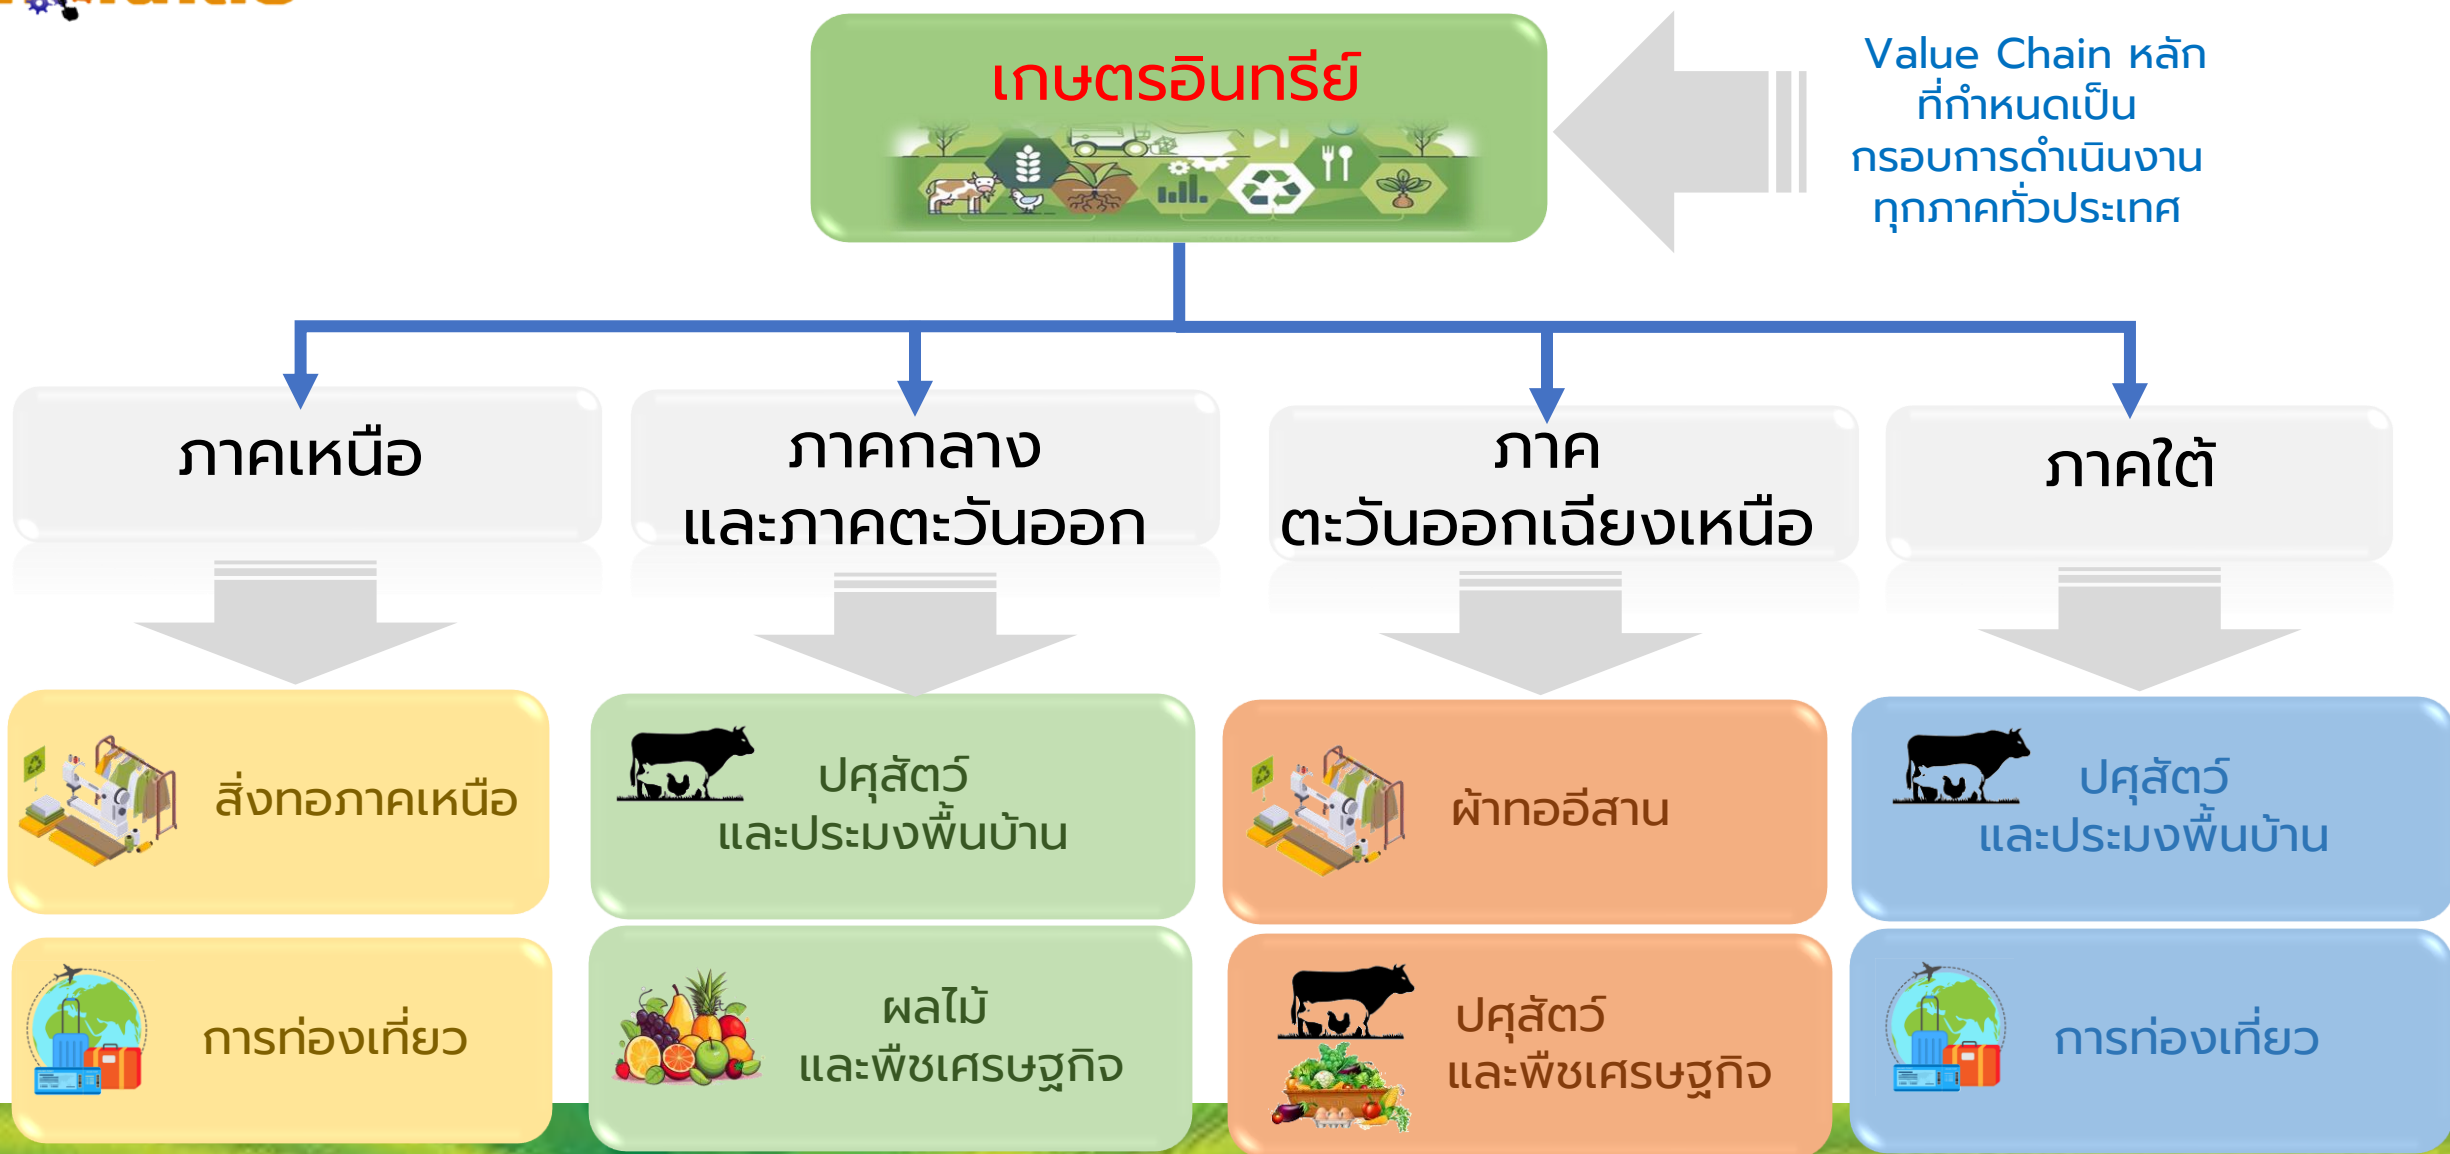 เกษตรอินทรีย์
Value Chain หลัก
ที่กำหนดเป็น
กรอบการดำเนินงาน
ทุกภาคทั่วประเทศ
ภาคเหนือ
ภาคกลาง
และภาคตะวันออก
ภาค
ตะวันออกเฉียงเหนือ
ภาคใต้
สิ่งทอภาคเหนือ
ปศุสัตว์
และประมงพื้นบ้าน
ผ้าทออีสาน
ปศุสัตว์
และประมงพื้นบ้าน
การท่องเที่ยว
ผลไม้
และพืชเศรษฐกิจ
ปศุสัตว์
และพืชเศรษฐกิจ
การท่องเที่ยว